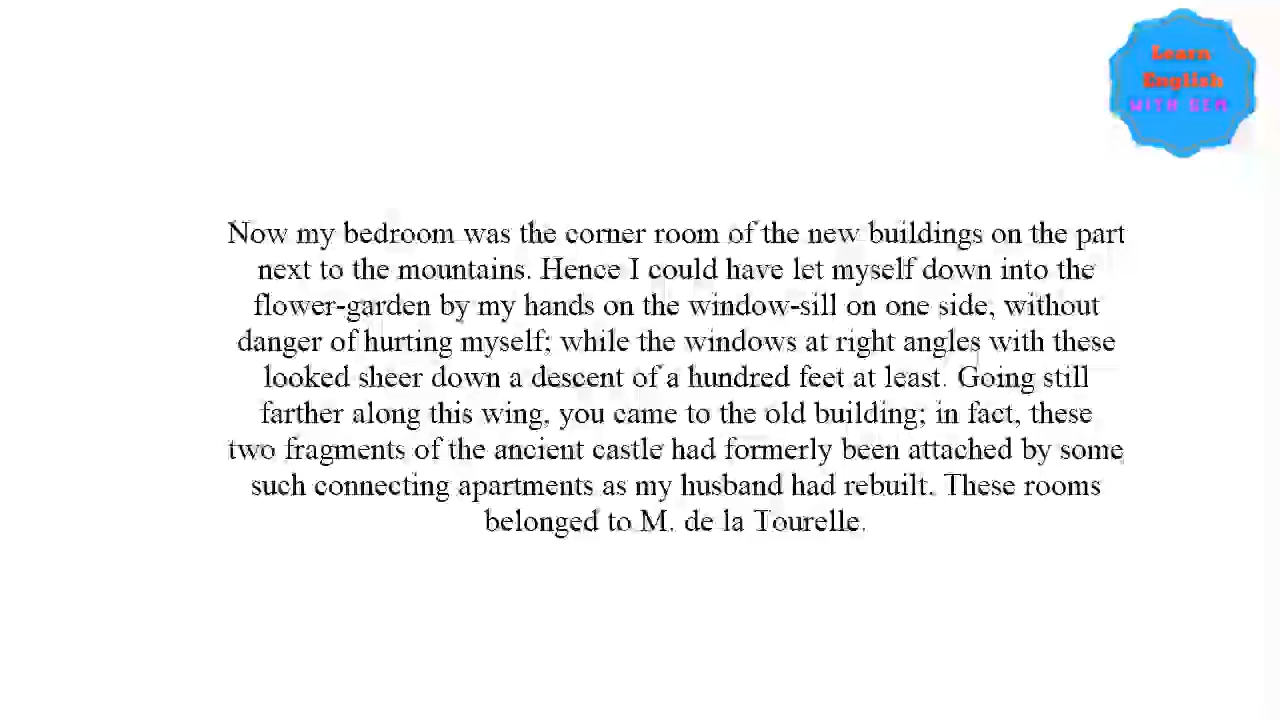 Learn
English
WITH GEM
Now my bedroom was the corner room of the new buildings on the part
next to the mountains. Hence I could have let myself down into the
flower-garden by my hands on the window-sill on one side, without
danger of hurting myself; while the windows at right angles with these
looked sheer down a descent of a hundred feet at least. Going still
farther along this wing, you came to the old building; in fact, these
two fragments of the ancient castle had formerly been attached by some
such connecting apartments as my husband had rebuilt. These rooms
belonged to M. de la Tourelle.